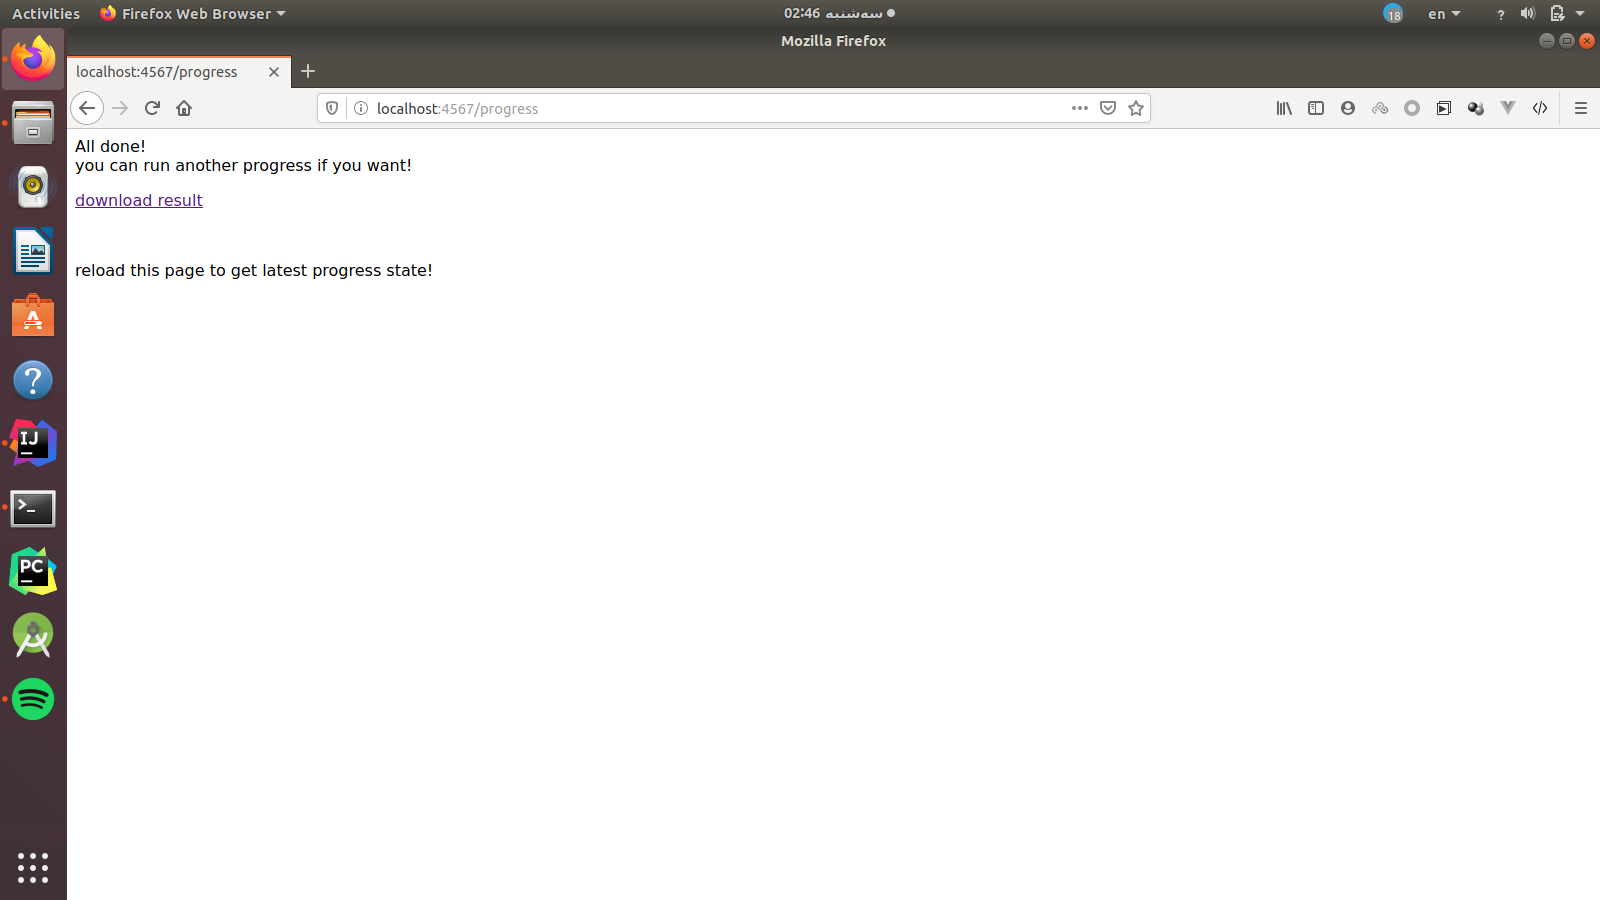 Activities
Firefox Web Browser
سه‌شنبه 02:46
18
en
?
Mozilla Firefox
localhost:4567/progress
localhost:4567/progress
All done!
you can run another progress if you want!
download result
reload this page to get latest progress state!
A
?
IJ
PC